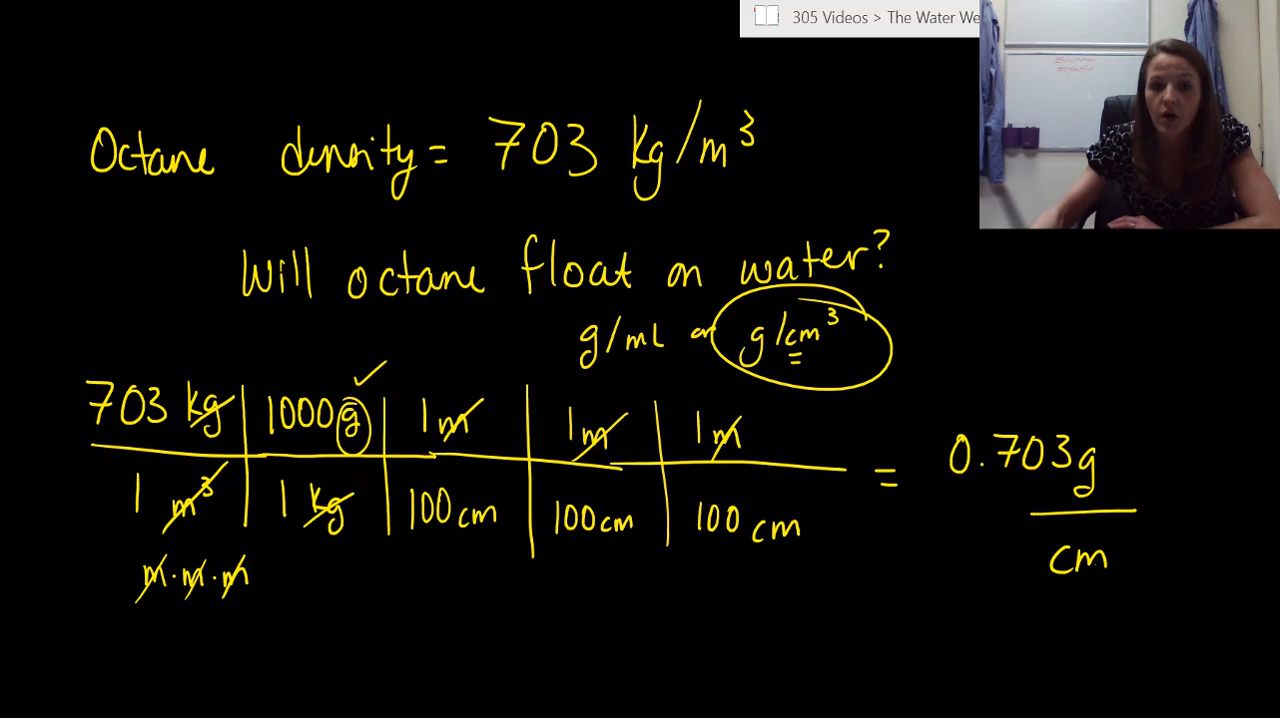 305 Videos > The Water We
Octane density = 703 kg/m³
Will octane float on water?
g/mL or g/cm³
703 kg | 1000 g | 1 m | 1 m | 1 m
1 m³ | 1 kg | 100 cm | 100 cm | 100 cm
= 0.703 g
cm
m · m · m